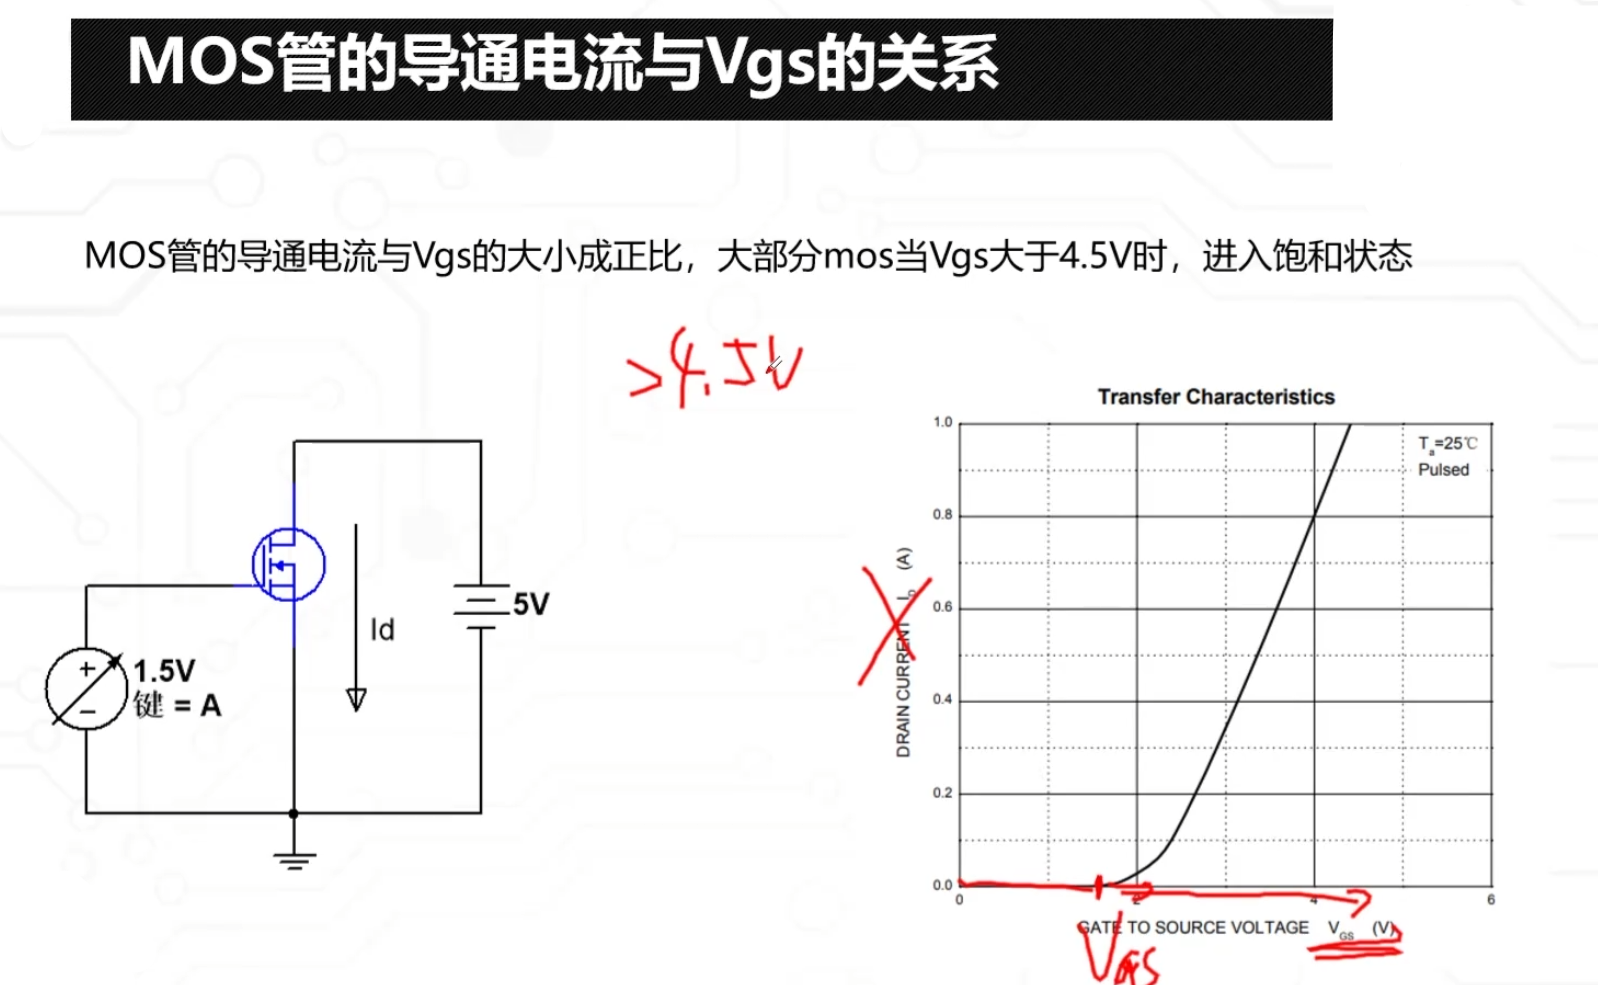 MOS管的导通电流与Vgs的关系
MOS管的导通电流与Vgs的大小成正比，大部分mos当Vgs大于4.5V时，进入饱和状态
>4.5V
Transfer Characteristics
1.0
Ta=25℃
Pulsed
0.8
0.6
0.4
0.2
0.0
DRAIN CURRENT ID (A)
0
2
4
6
GATE TO SOURCE VOLTAGE VGS (V)
VGS
5V
Id
+
1.5V
键 = A
−